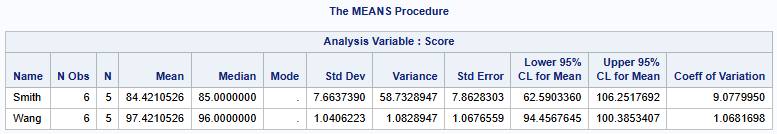 The MEANS Procedure
Analysis Variable : Score
Name N Obs N Mean Median Mode Std Dev Variance Std Error Lower 95% CL for Mean Upper 95% CL for Mean Coeff of Variation
Smith 6 5 84.4210526 85.0000000 . 7.6637390 58.7328947 7.8628303 62.5903360 106.2517692 9.0779950
Wang 6 5 97.4210526 96.0000000 . 1.0406223 1.0828947 1.0676559 94.4567645 100.3853407 1.0681698